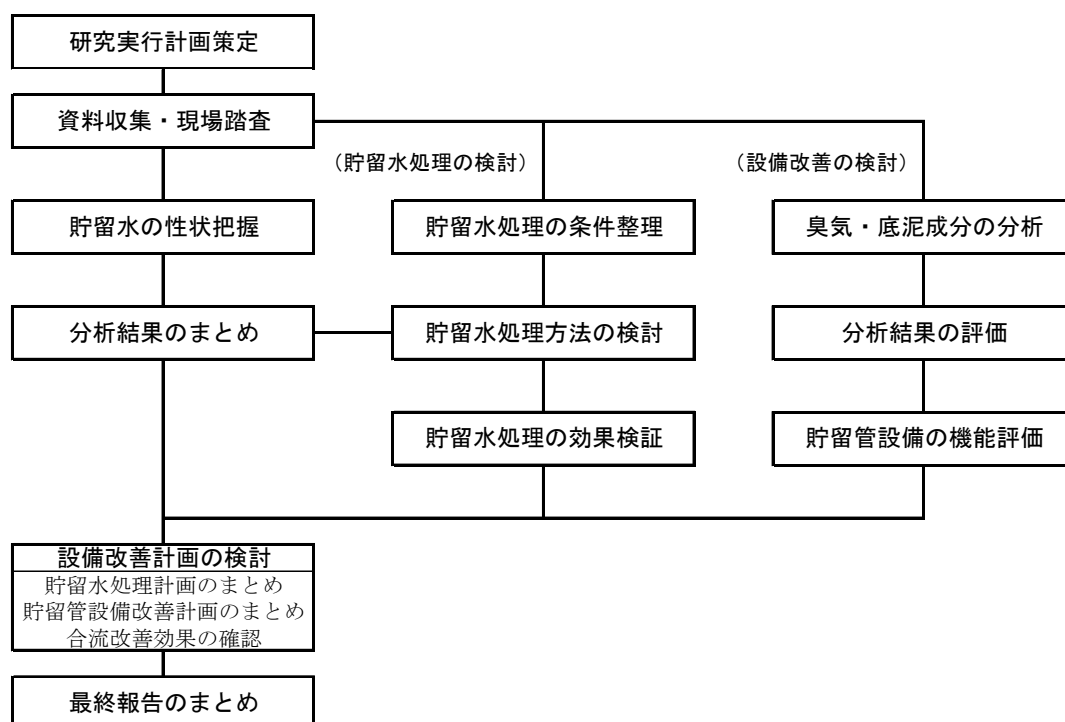 研究実行計画策定
資料収集・現場踏査
（貯留水処理の検討）
（設備改善の検討）
貯留水の性状把握
貯留水処理の条件整理
臭気・底泥成分の分析
分析結果のまとめ
貯留水処理方法の検討
分析結果の評価
貯留水処理の効果検証
貯留管設備の機能評価
設備改善計画の検討
貯留水処理計画のまとめ
貯留管設備改善計画のまとめ
合流改善効果の確認
最終報告のまとめ